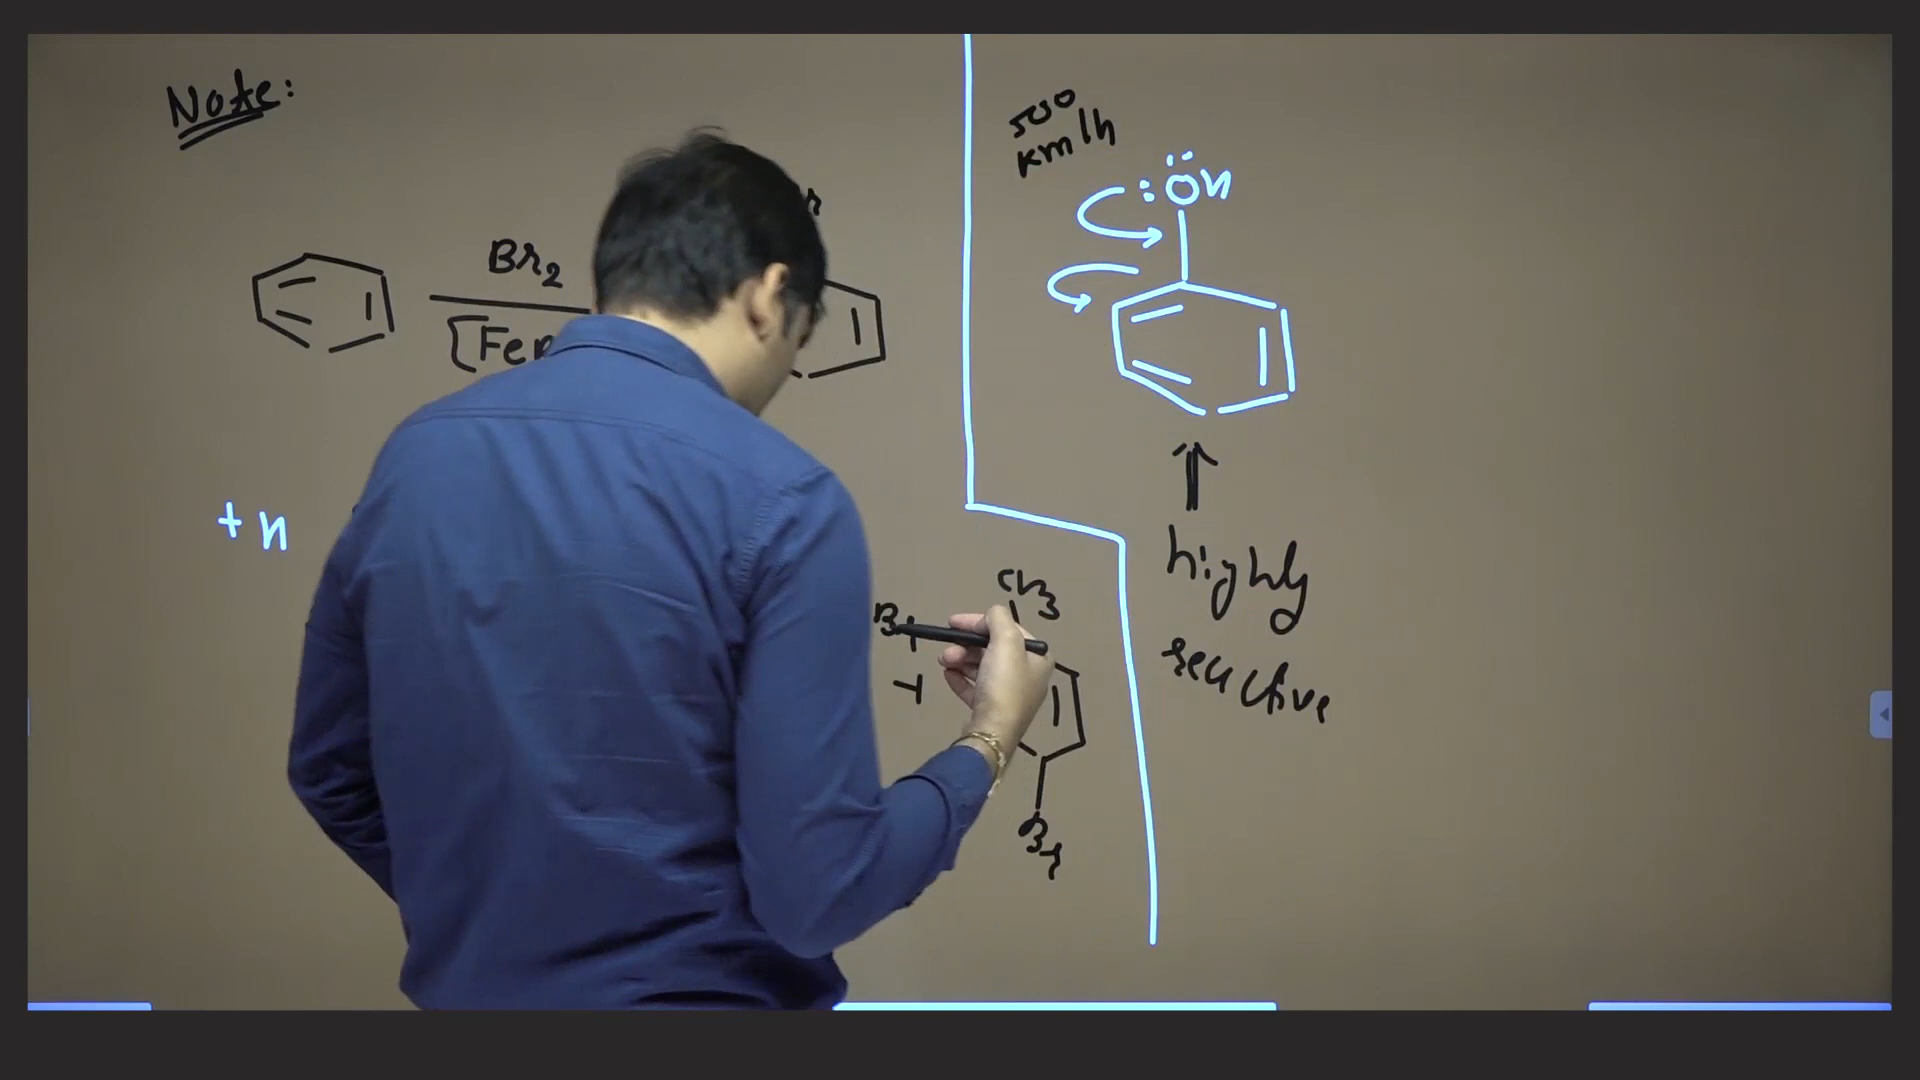 Note:
Br2
[Fe
+ H
CH3
Br
Br
500
km/h
:ÖH
highly
reactive